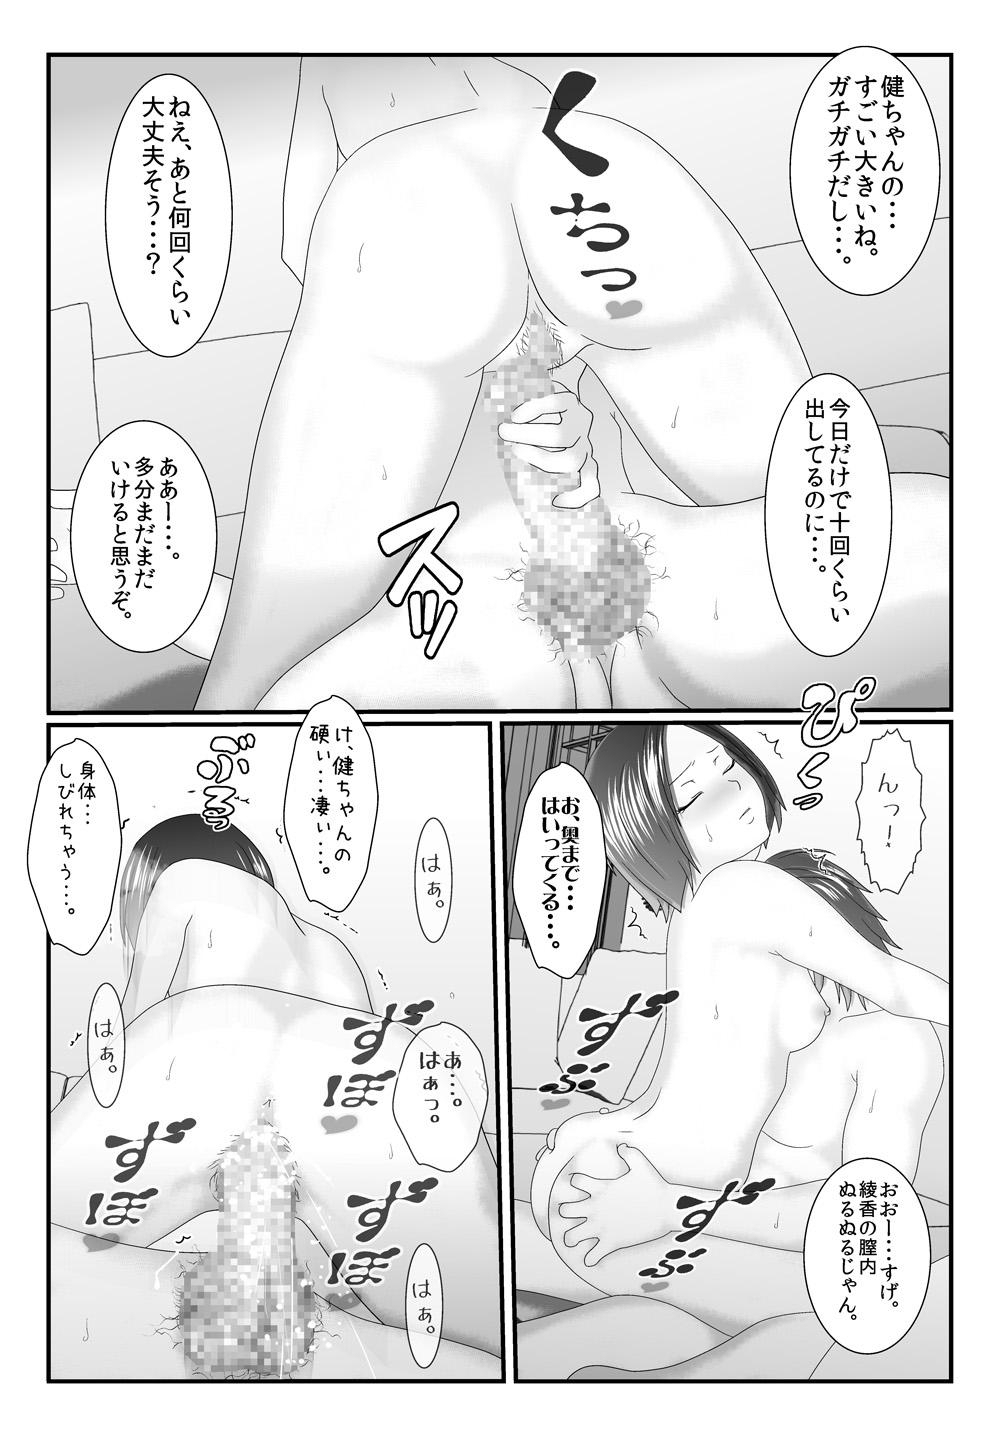 健ちゃんの・・・
すごい大きいね。
ガチガチだし・・・。
くちっ
ねえ、あと何回くらい
大丈夫そう・・・・？
今日だけで十回くらい
出してるのに・・・。
ああー・・・。
多分まだまだ
いけると思うぞ。
ズッ
ぴくっ
んっー
お、奥まで・・・
はいってくる・・・。
ずぶ
おおー・・・すげ。
綾香の膣内
ぬるぬるじゃん。
け、健ちゃんの
硬い・・・凄い・・・。
ぶるっ
身体・・・
しびれちゃう・・・。
はぁ。
はぁ。
ずぼ
あ・・・。
はぁっ。
ずぼ
ずぼ
はぁ。